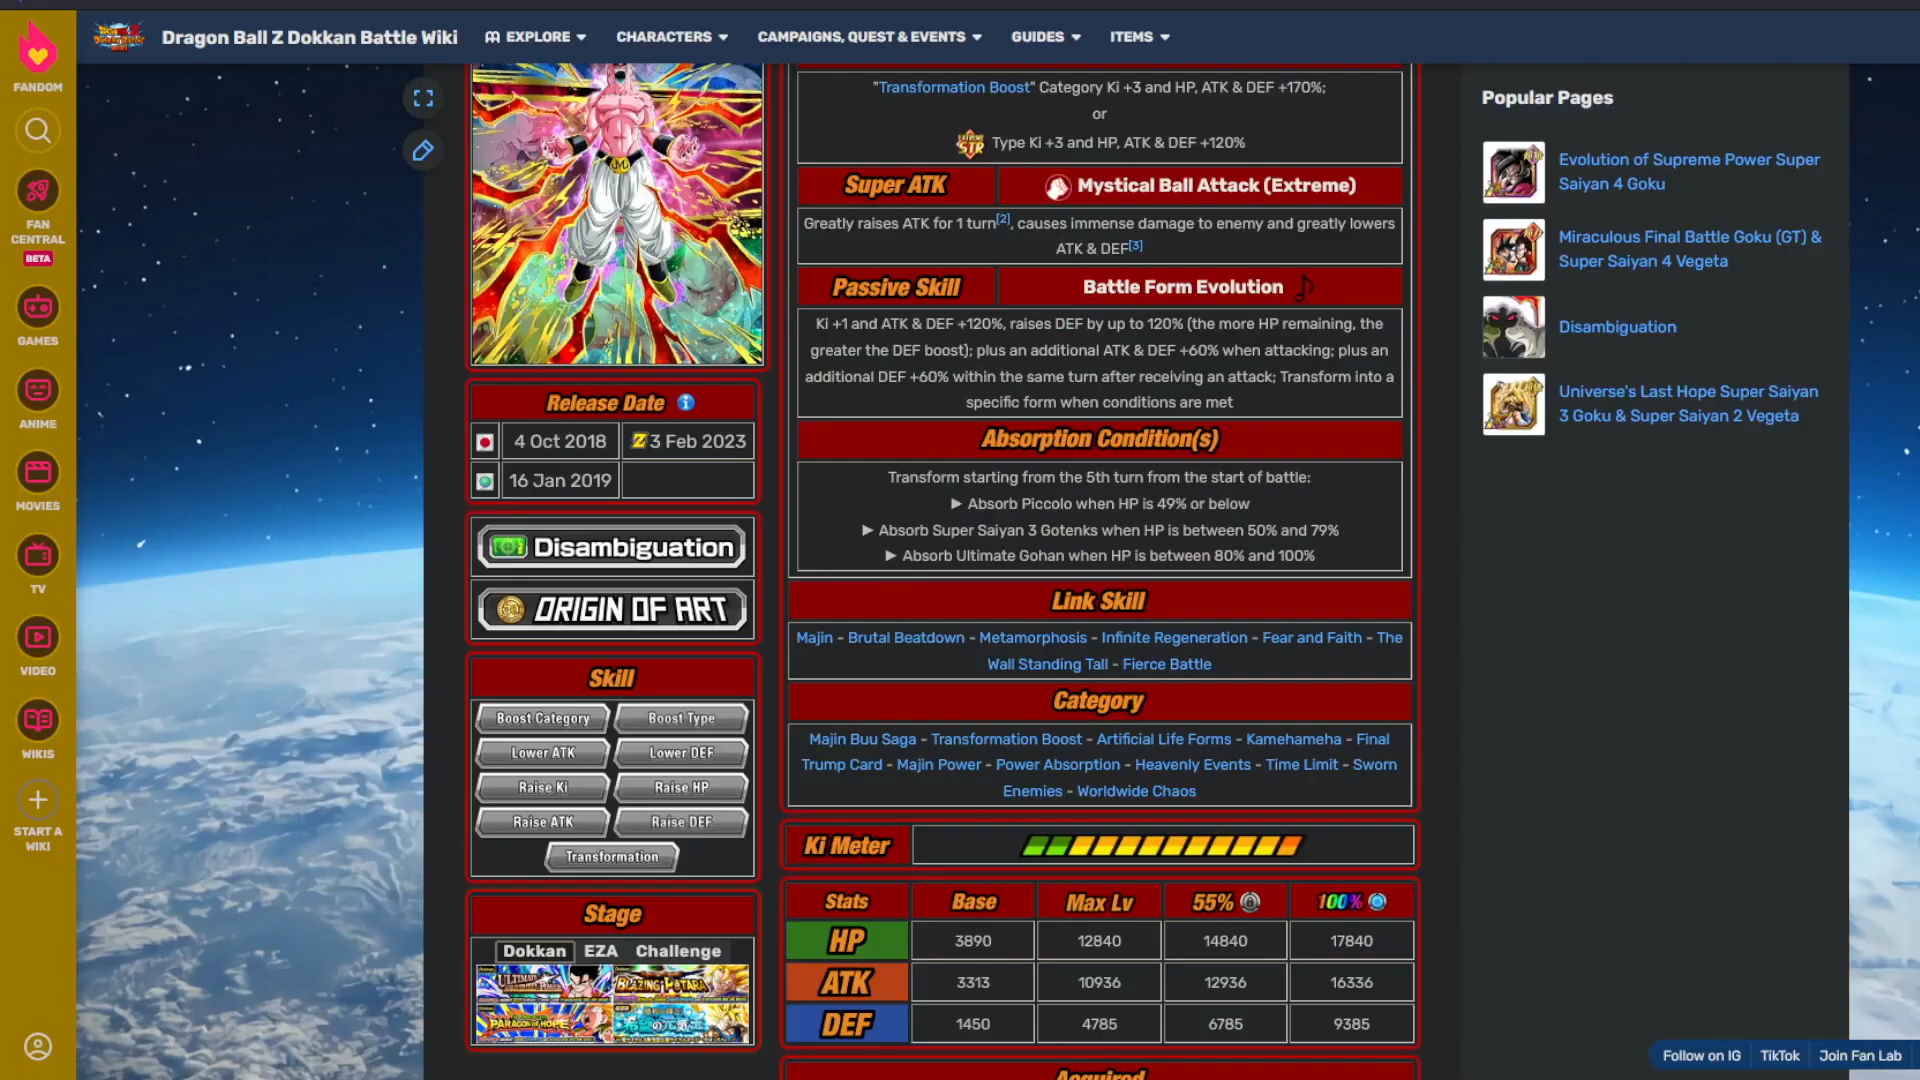 Dragon Ball Z Dokkan Battle Wiki
EXPLORE
CHARACTERS
CAMPAIGNS, QUEST & EVENTS
GUIDES
ITEMS
FANDOM
FAN CENTRAL
BETA
GAMES
ANIME
MOVIES
TV
VIDEO
WIKIS
START A WIKI
"Transformation Boost" Category Ki +3 and HP, ATK & DEF +170%;
or
EXTREME STR Type Ki +3 and HP, ATK & DEF +120%
Super ATK
Mystical Ball Attack (Extreme)
Greatly raises ATK for 1 turn[2], causes immense damage to enemy and greatly lowers
ATK & DEF[3]
Passive Skill
Battle Form Evolution
Ki +1 and ATK & DEF +120%, raises DEF by up to 120% (the more HP remaining, the
greater the DEF boost); plus an additional ATK & DEF +60% when attacking; plus an
additional DEF +60% within the same turn after receiving an attack; Transform into a
specific form when conditions are met
Absorption Condition(s)
Transform starting from the 5th turn from the start of battle:
► Absorb Piccolo when HP is 49% or below
► Absorb Super Saiyan 3 Gotenks when HP is between 50% and 79%
► Absorb Ultimate Gohan when HP is between 80% and 100%
Link Skill
Majin - Brutal Beatdown - Metamorphosis - Infinite Regeneration - Fear and Faith - The
Wall Standing Tall - Fierce Battle
Category
Majin Buu Saga - Transformation Boost - Artificial Life Forms - Kamehameha - Final
Trump Card - Majin Power - Power Absorption - Heavenly Events - Time Limit - Sworn
Enemies - Worldwide Chaos
Ki Meter
Stats Base Max Lv 55% 100%
HP 3890 12840 14840 17840
ATK 3313 10936 12936 16336
DEF 1450 4785 6785 9385
Acquired
Release Date
4 Oct 2018 Z 3 Feb 2023
16 Jan 2019
Disambiguation
ORIGIN OF ART
Skill
Boost Category Boost Type
Lower ATK Lower DEF
Raise Ki Raise HP
Raise ATK Raise DEF
Transformation
Stage
Dokkan EZA Challenge
ULTIMATE
BLAZING POTARA
PARAGON OF HOPE
Popular Pages
Evolution of Supreme Power Super
Saiyan 4 Goku
Miraculous Final Battle Goku (GT) &
Super Saiyan 4 Vegeta
Disambiguation
Universe's Last Hope Super Saiyan
3 Goku & Super Saiyan 2 Vegeta
Follow on IG
TikTok
Join Fan Lab